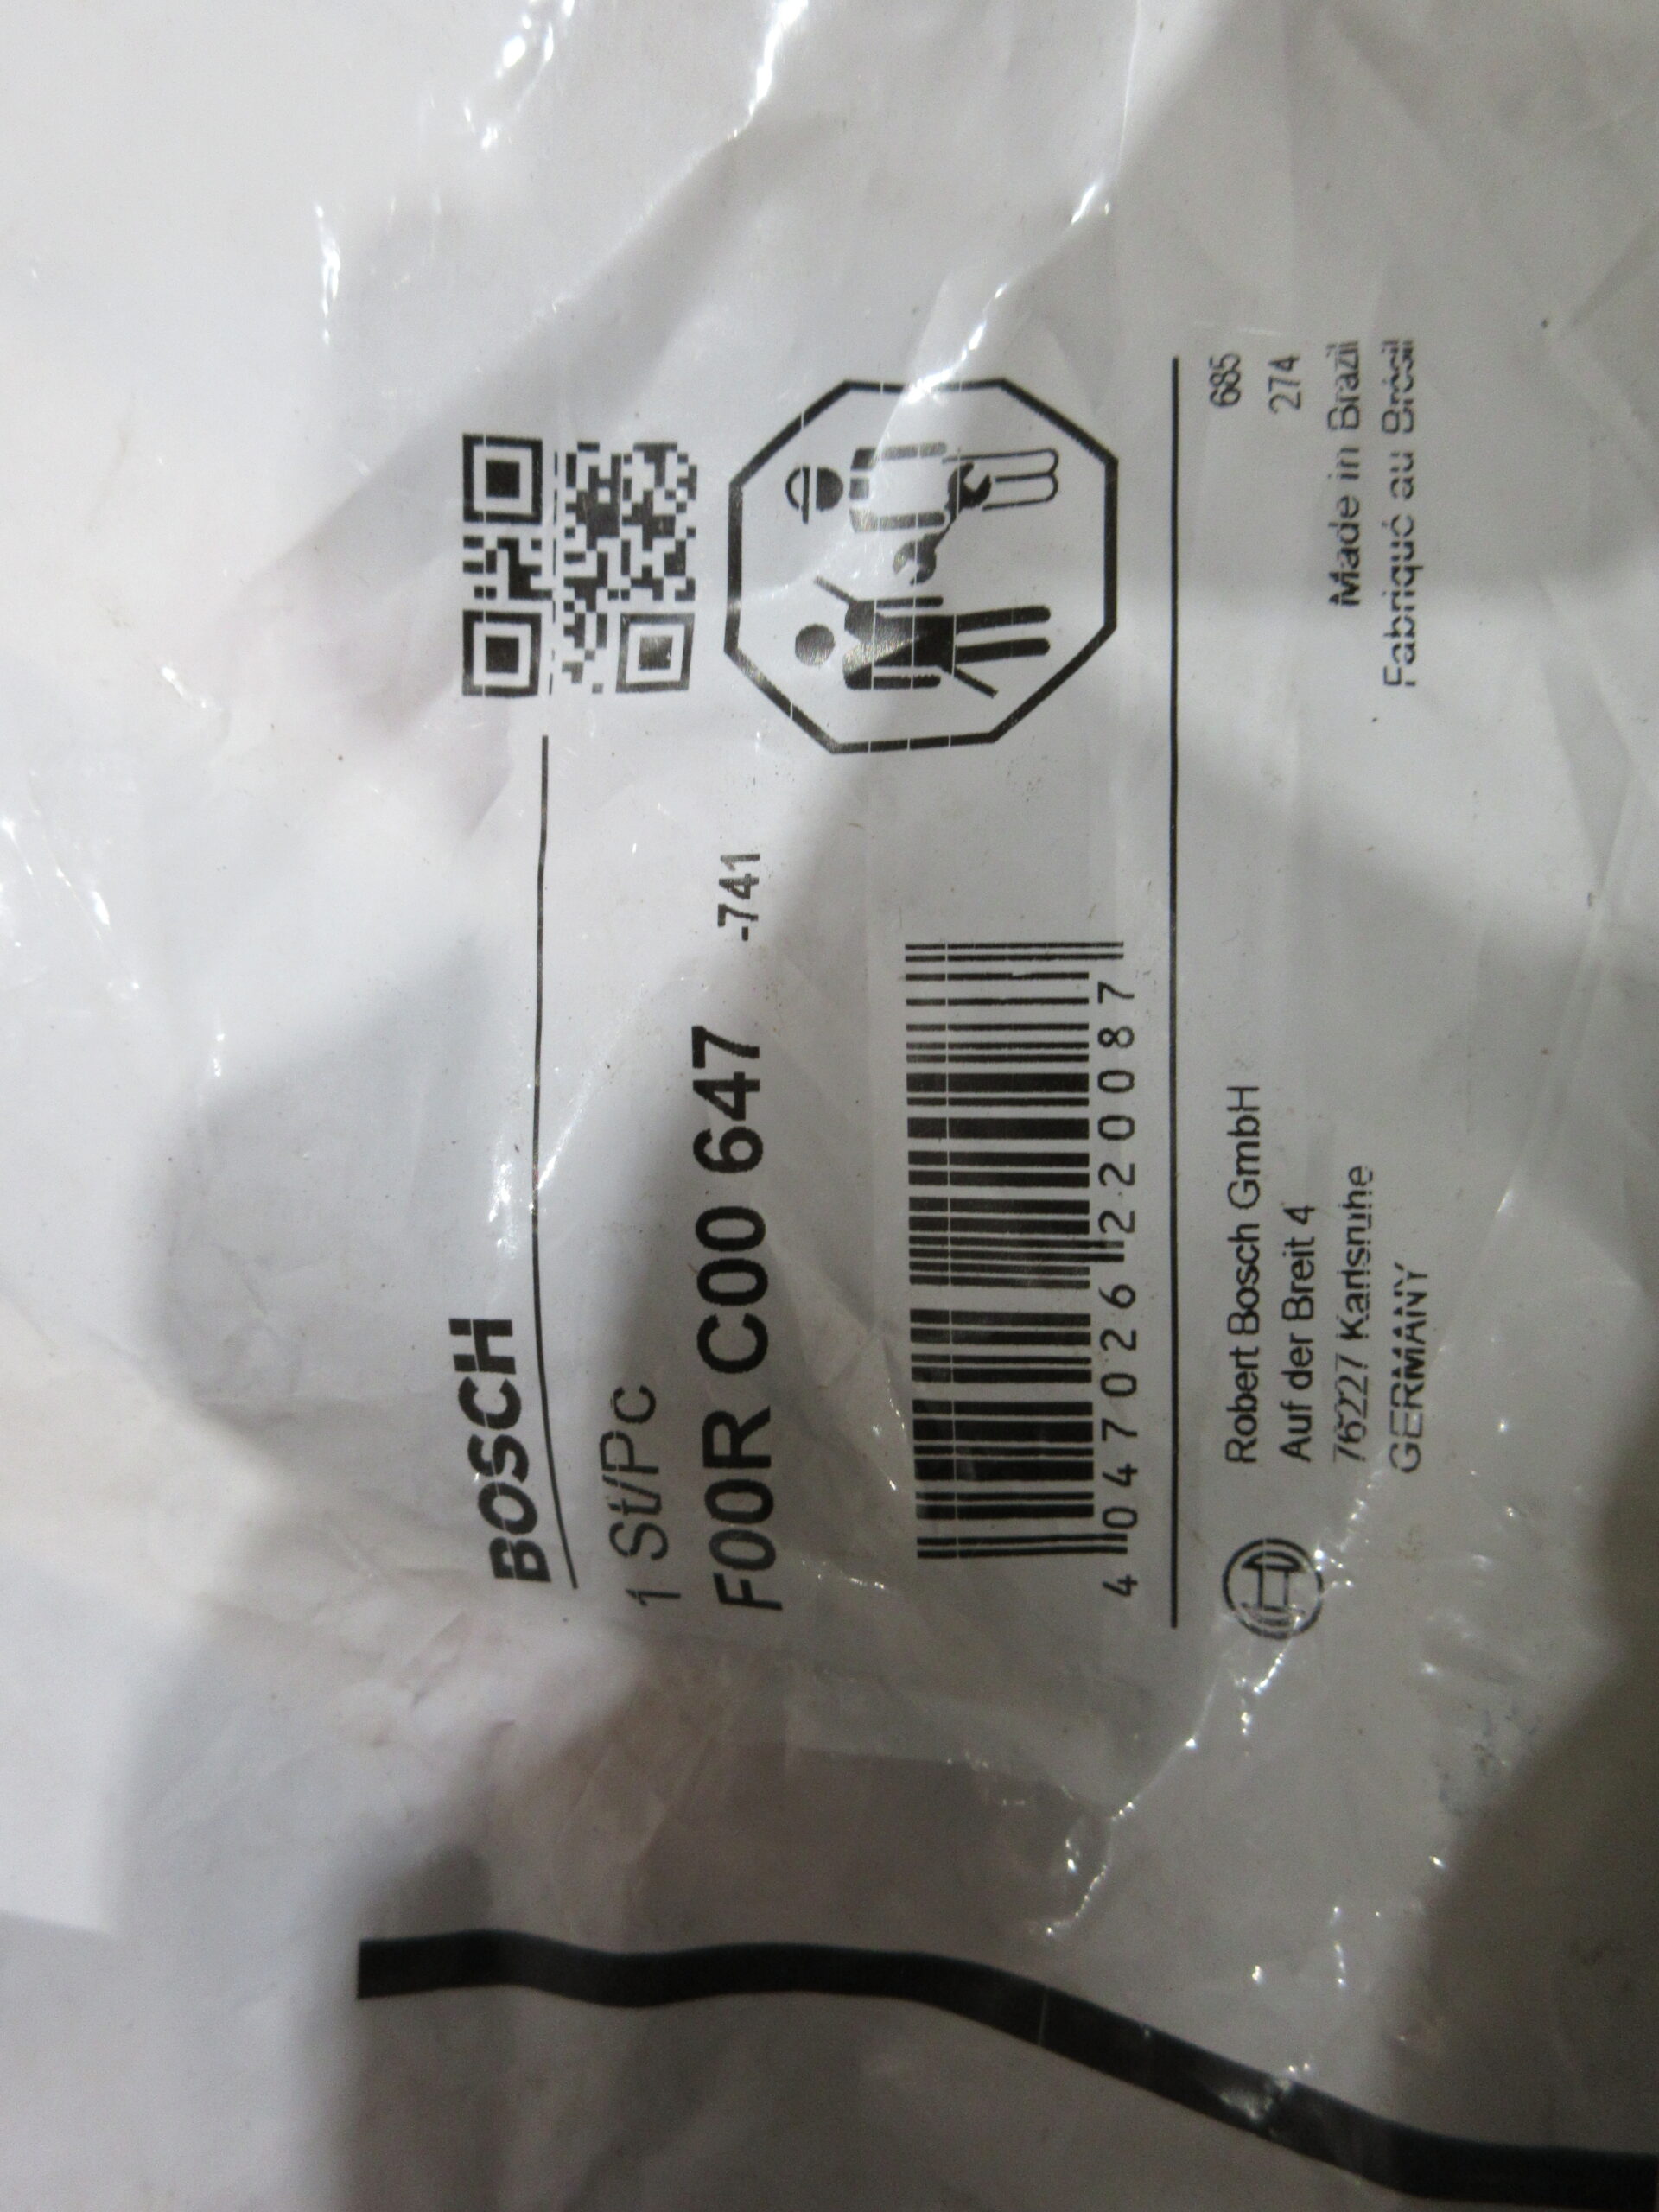 BOSCH
1 St/Pc
F00R C00 647 -741
4 047026 220087
Robert Bosch GmbH
Auf der Breit 4
76227 Karlsruhe
GERMANY
685
274
Made in Brazil
Fabriqué au Brésil